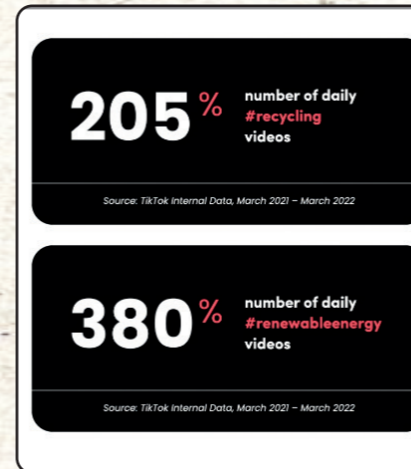 205%
number of daily
#recycling
videos
Source: TikTok Internal Data, March 2021 – March 2022
380%
number of daily
#renewableenergy
videos
Source: TikTok Internal Data, March 2021 – March 2022